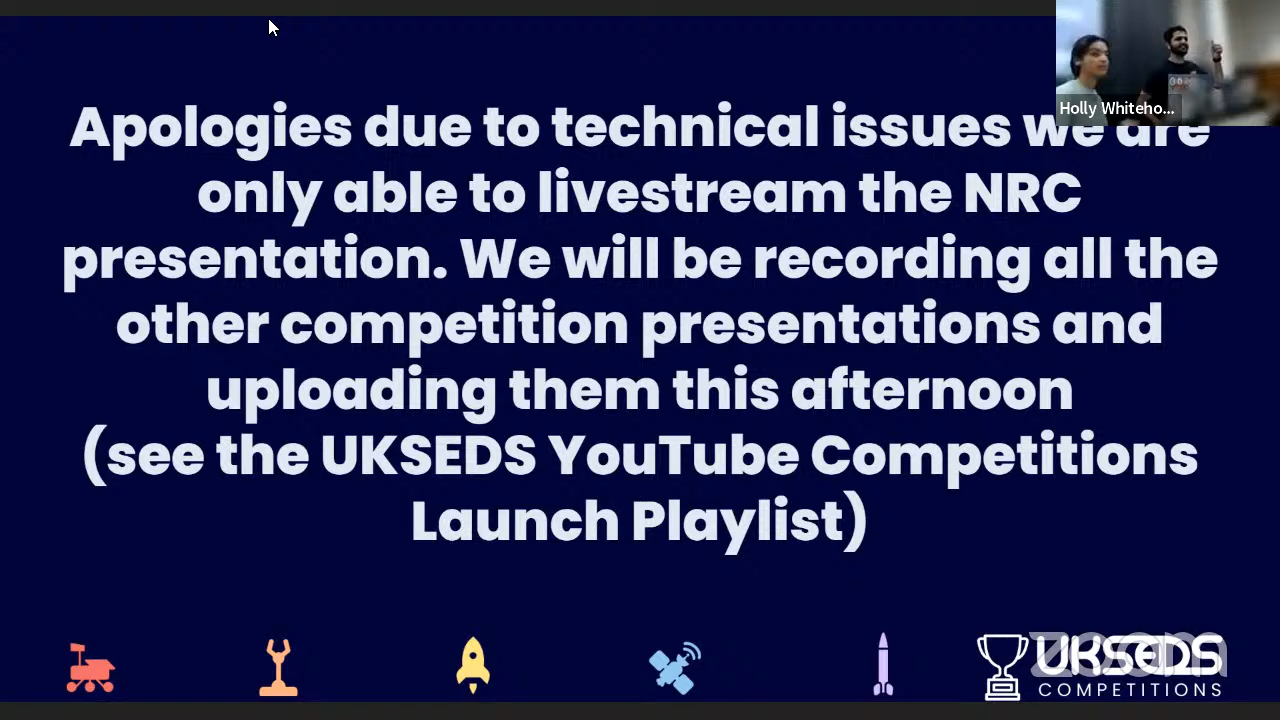 Holly Whiteho...
Apologies due to technical issues we are
only able to livestream the NRC
presentation. We will be recording all the
other competition presentations and
uploading them this afternoon
(see the UKSEDS YouTube Competitions
Launch Playlist)
UKSEDS
zoom
COMPETITIONS